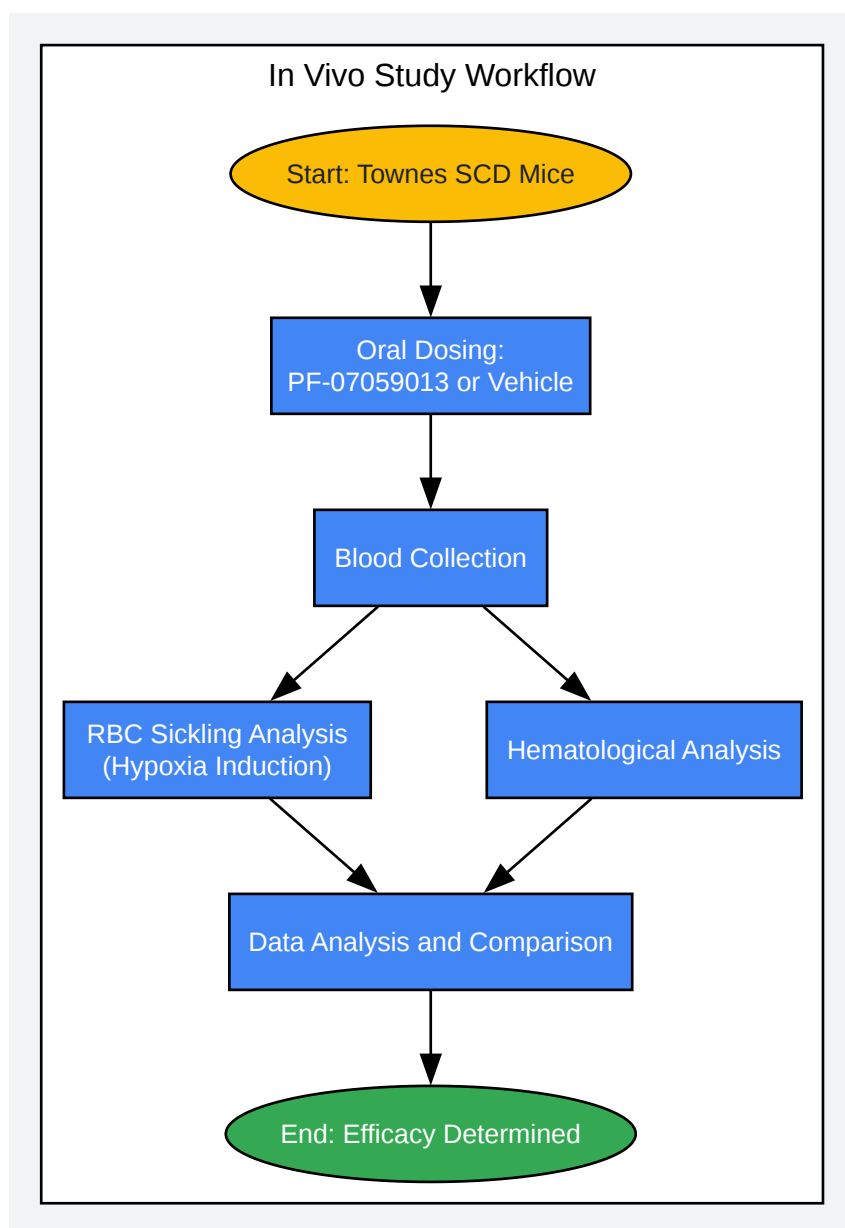 In Vivo Study Workflow
Start: Townes SCD Mice
Oral Dosing:
PF-07059013 or Vehicle
Blood Collection
RBC Sickling Analysis
(Hypoxia Induction)
Hematological Analysis
Data Analysis and Comparison
End: Efficacy Determined